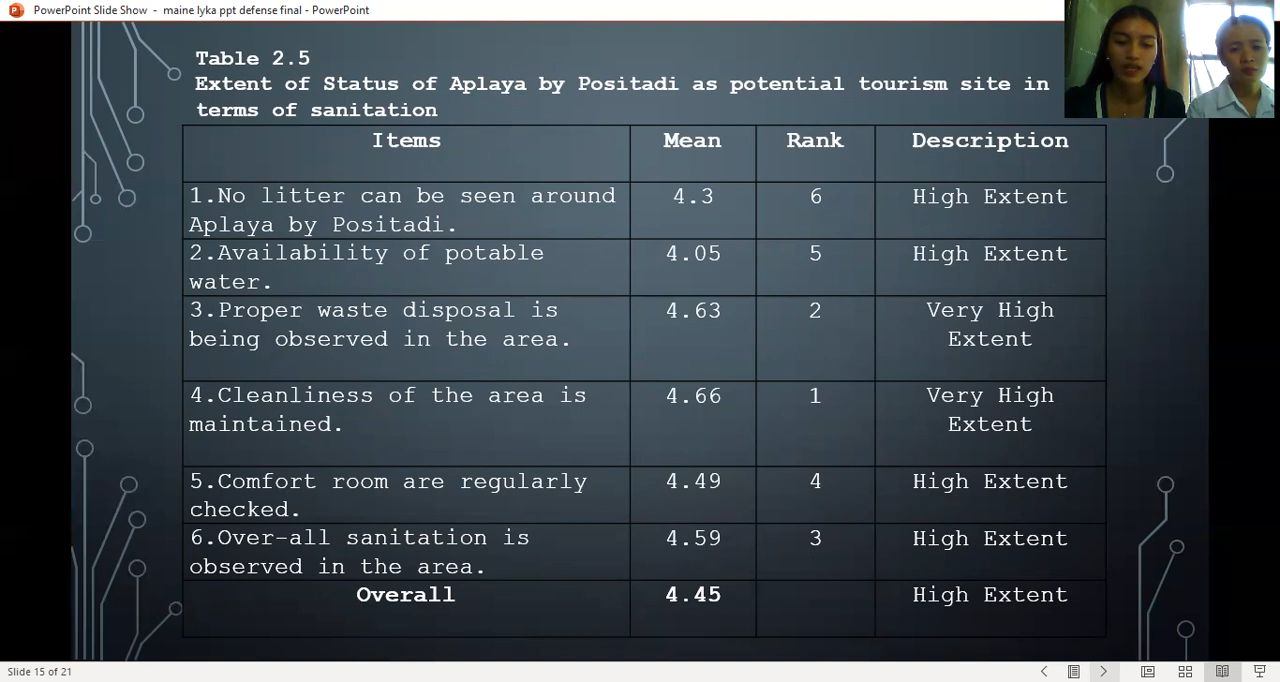 PowerPoint Slide Show - maine lyka ppt defense final - PowerPoint
Table 2.5
Extent of Status of Aplaya by Positadi as potential tourism site in
terms of sanitation
Items Mean Rank Description
1.No litter can be seen around 4.3 6 High Extent
Aplaya by Positadi.
2.Availability of potable 4.05 5 High Extent
water.
3.Proper waste disposal is 4.63 2 Very High
being observed in the area. Extent
4.Cleanliness of the area is 4.66 1 Very High
maintained. Extent
5.Comfort room are regularly 4.49 4 High Extent
checked.
6.Over-all sanitation is 4.59 3 High Extent
observed in the area.
Overall 4.45 High Extent
Slide 15 of 21